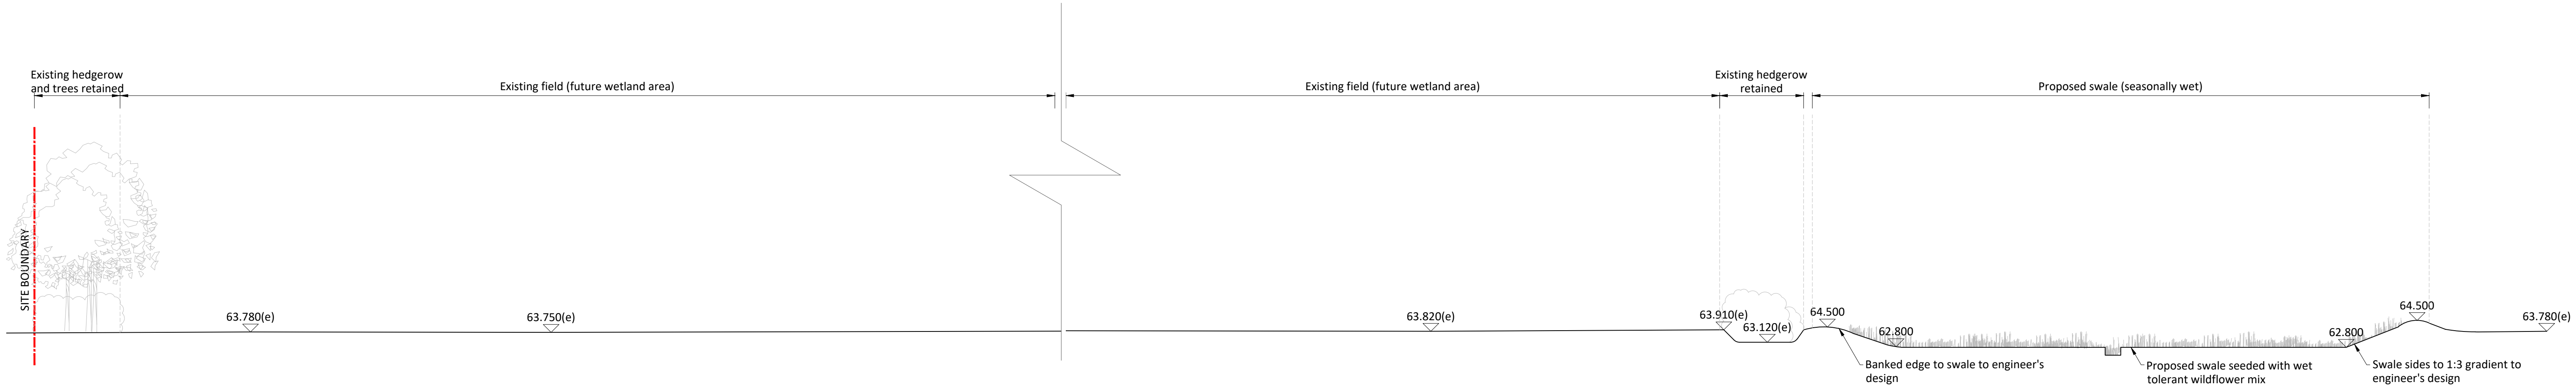 Existing hedgerow
and trees retained
Existing field (future wetland area)
Existing field (future wetland area)
Existing hedgerow
retained
Proposed swale (seasonally wet)
SITE BOUNDARY
63.780(e)
63.750(e)
63.820(e)
63.910(e)
63.120(e)
64.500
62.800
62.800
64.500
63.780(e)
Banked edge to swale to engineer's
design
Proposed swale seeded with wet
tolerant wildflower mix
Swale sides to 1:3 gradient to
engineer's design